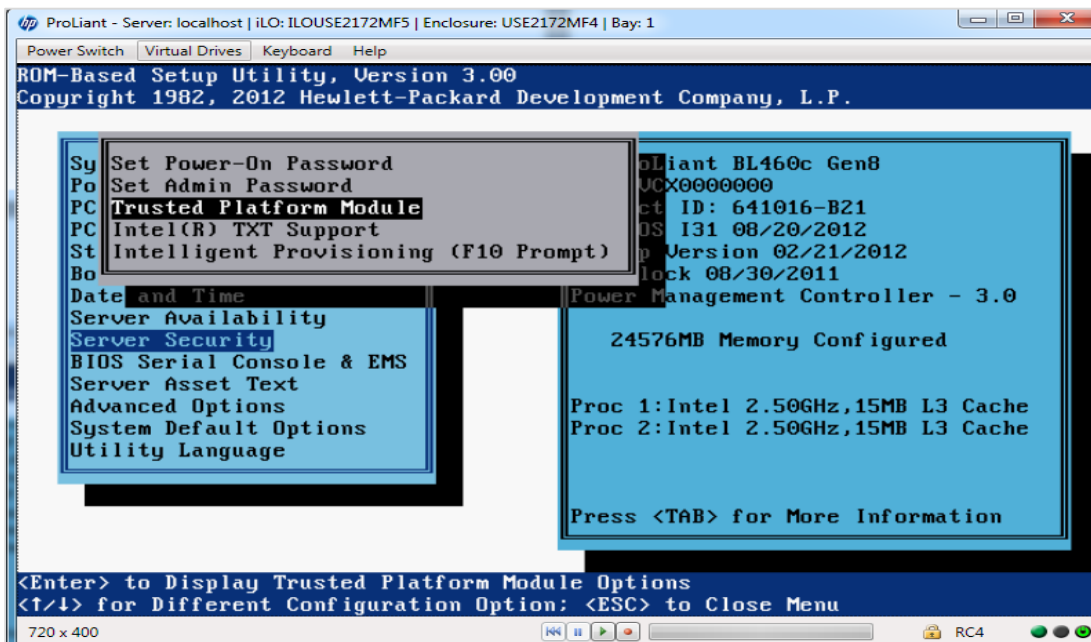 ProLiant - Server: localhost | iLO: ILOUSE2172MF5 | Enclosure: USE2172MF4 | Bay: 1
Power Switch Virtual Drives Keyboard Help
ROM-Based Setup Utility, Version 3.00
Copyright 1982, 2012 Hewlett-Packard Development Company, L.P.
Sy
Po
PC
PC
St
Bo
Set Power-On Password
Set Admin Password
Trusted Platform Module
Intel(R) TXT Support
Intelligent Provisioning (F10 Prompt)
Date and Time
Server Availability
Server Security
BIOS Serial Console & EMS
Server Asset Text
Advanced Options
System Default Options
Utility Language
oLiant BL460c Gen8
VCX0000000
ct ID: 641016-B21
OS I31 08/20/2012
p Version 02/21/2012
lock 08/30/2011
Power Management Controller - 3.0
24576MB Memory Configured
Proc 1:Intel 2.50GHz,15MB L3 Cache
Proc 2:Intel 2.50GHz,15MB L3 Cache
Press <TAB> for More Information
<Enter> to Display Trusted Platform Module Options
<↑/↓> for Different Configuration Option; <ESC> to Close Menu
720 x 400
RC4